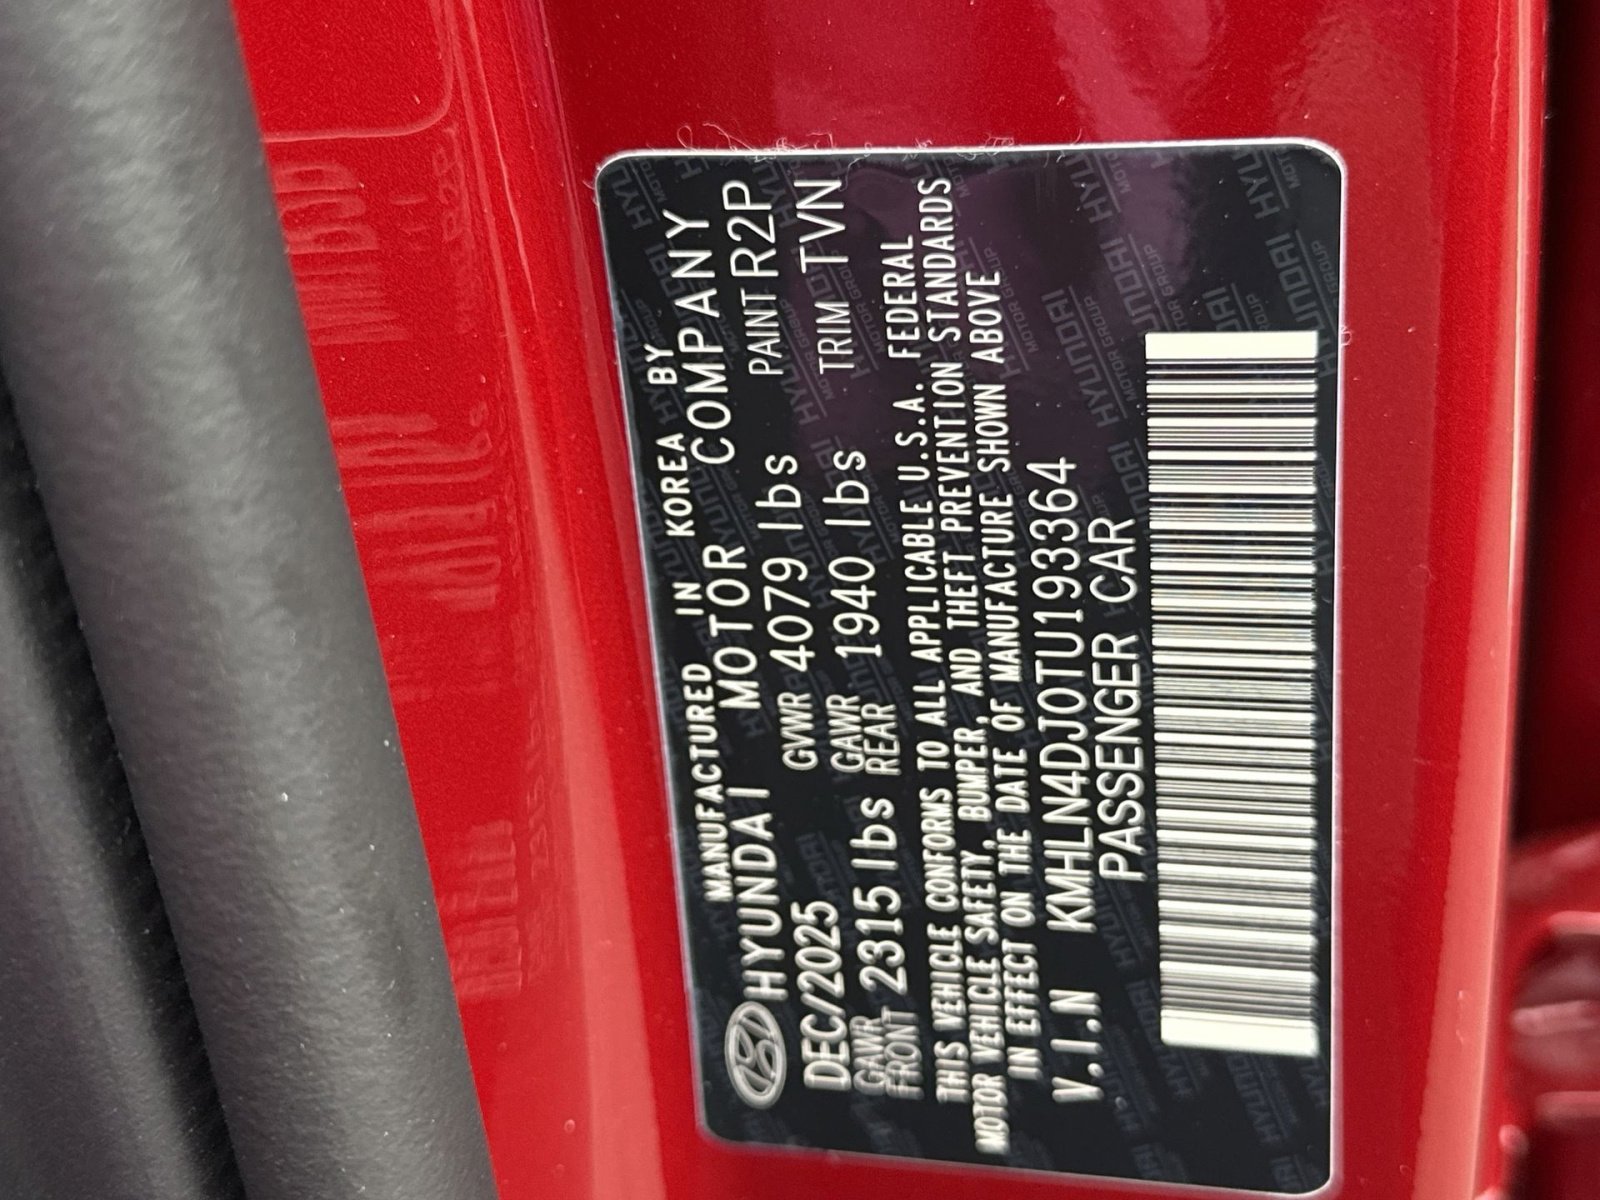 MANUFACTURED IN KOREA BY
HYUNDAI MOTOR COMPANY
DEC/2025 GVWR 4079 lbs PAINT R2P
GAWR FRONT 2315 lbs GAWR REAR 1940 lbs TRIM TVN
THIS VEHICLE CONFORMS TO ALL APPLICABLE U.S.A. FEDERAL
MOTOR VEHICLE SAFETY, BUMPER, AND THEFT PREVENTION STANDARDS
IN EFFECT ON THE DATE OF MANUFACTURE SHOWN ABOVE
V.I.N KMHLN4DJ0TU193364
PASSENGER CAR